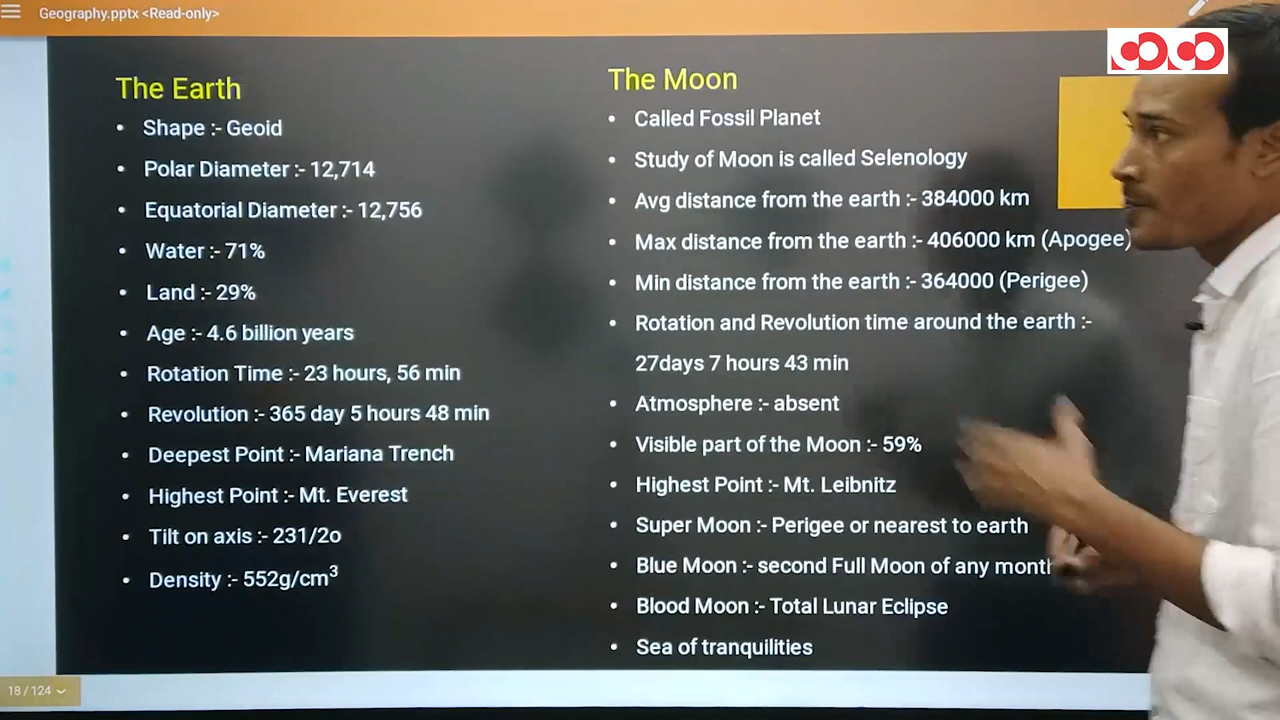 Geography.pptx <Read-only>
The Earth
• Shape :- Geoid
• Polar Diameter :- 12,714
• Equatorial Diameter :- 12,756
• Water :- 71%
• Land :- 29%
• Age :- 4.6 billion years
• Rotation Time :- 23 hours, 56 min
• Revolution :- 365 day 5 hours 48 min
• Deepest Point :- Mariana Trench
• Highest Point :- Mt. Everest
• Tilt on axis :- 231/2o
• Density :- 552g/cm³
The Moon
• Called Fossil Planet
• Study of Moon is called Selenology
• Avg distance from the earth :- 384000 km
• Max distance from the earth :- 406000 km (Apogee)
• Min distance from the earth :- 364000 (Perigee)
• Rotation and Revolution time around the earth :-
27days 7 hours 43 min
• Atmosphere :- absent
• Visible part of the Moon :- 59%
• Highest Point :- Mt. Leibnitz
• Super Moon :- Perigee or nearest to earth
• Blue Moon :- second Full Moon of any month
• Blood Moon :- Total Lunar Eclipse
• Sea of tranquilities
18 / 124